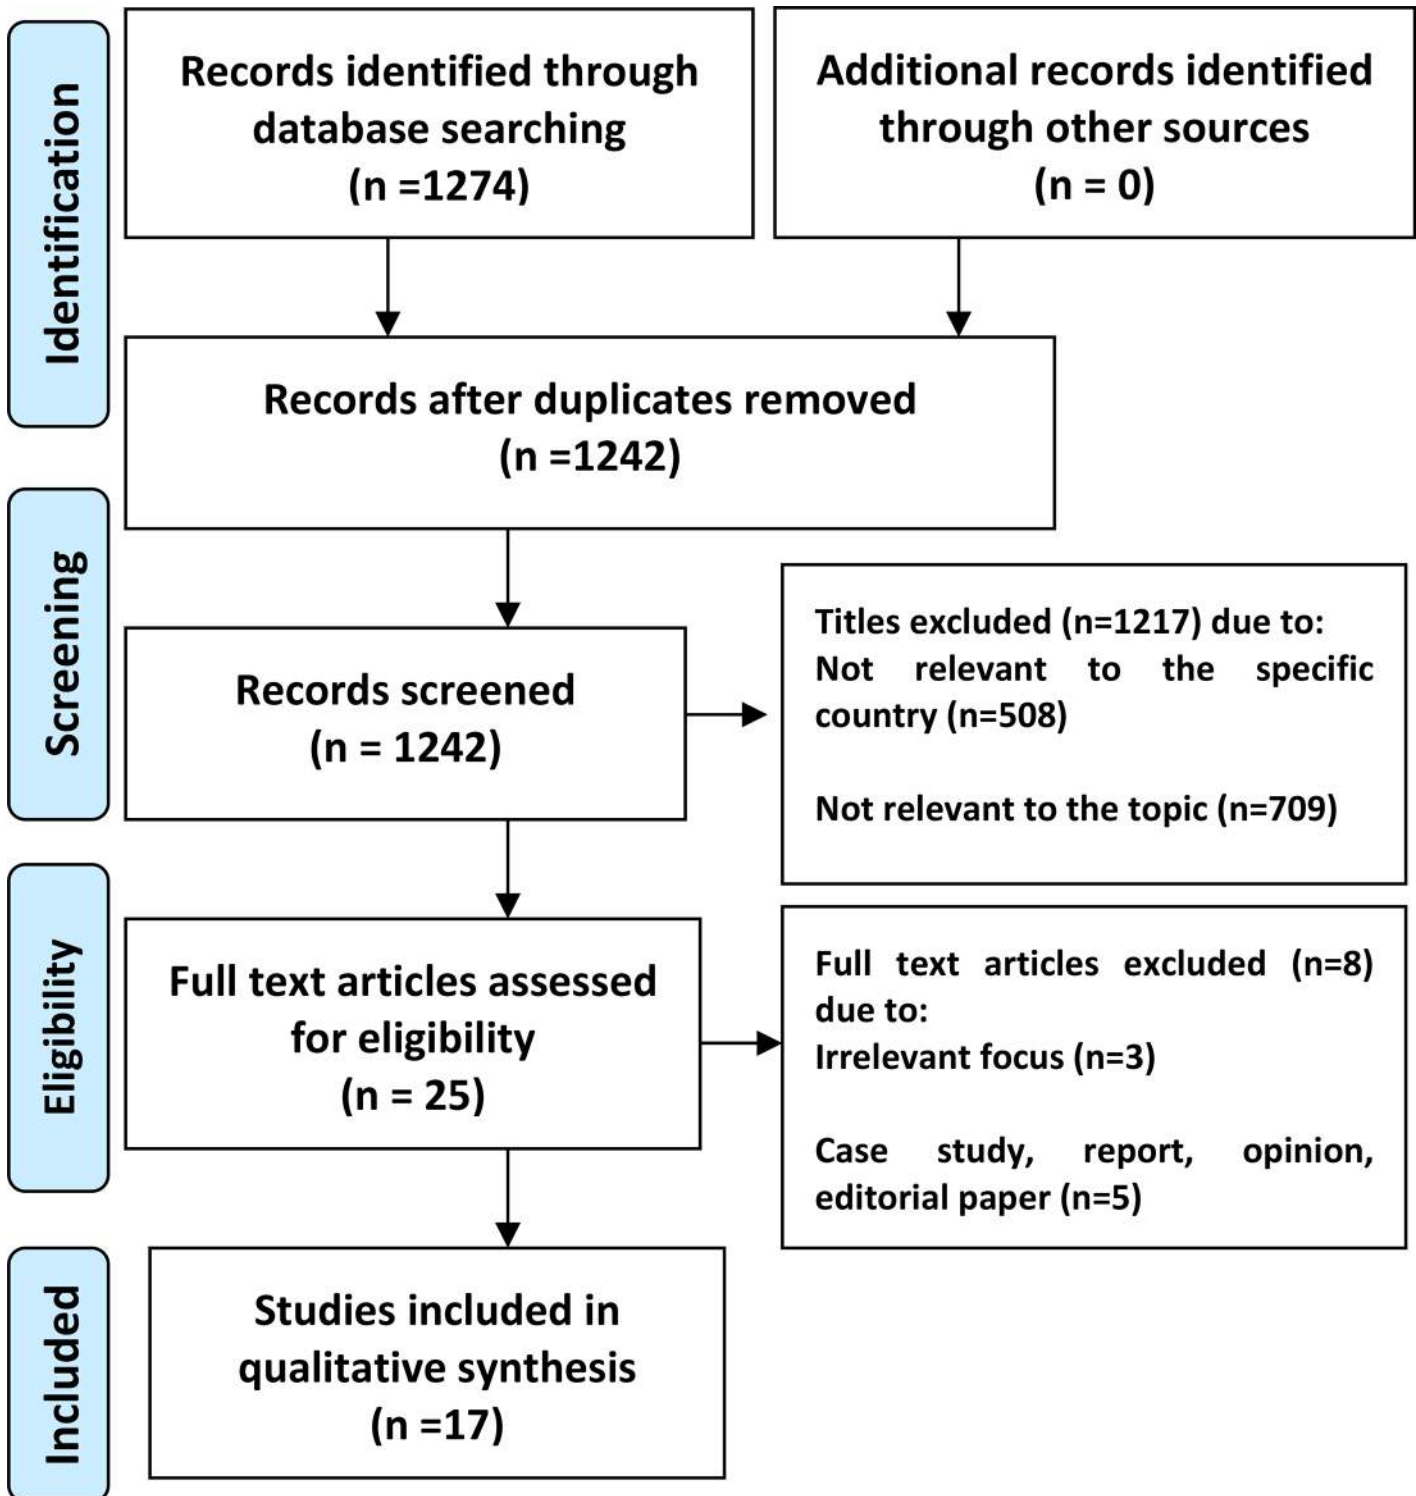 Identification
Records identified through
database searching
(n =1274)
Additional records identified
through other sources
(n = 0)
Records after duplicates removed
(n =1242)
Screening
Records screened
(n = 1242)
Titles excluded (n=1217) due to:
Not relevant to the specific
country (n=508)
Not relevant to the topic (n=709)
Eligibility
Full text articles assessed
for eligibility
(n = 25)
Full text articles excluded (n=8)
due to:
Irrelevant focus (n=3)
Case study, report, opinion,
editorial paper (n=5)
Included
Studies included in
qualitative synthesis
(n =17)